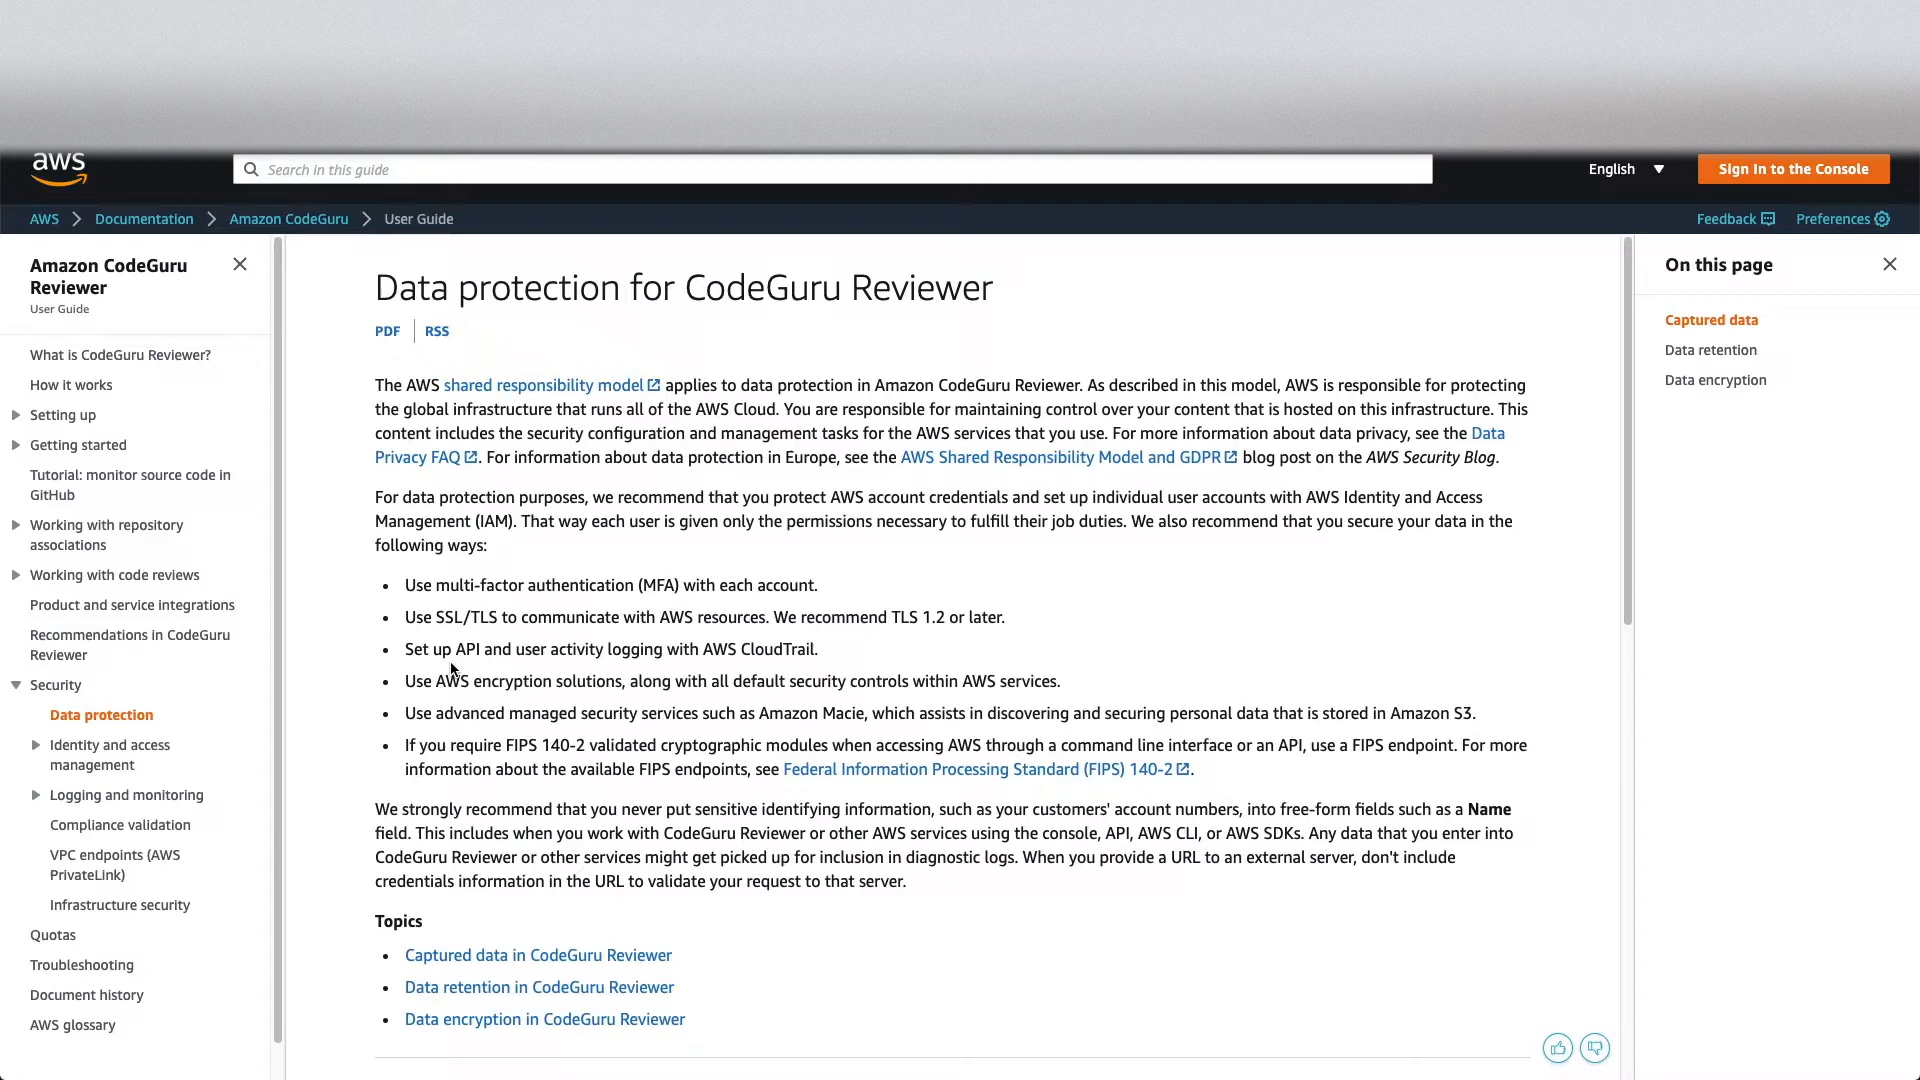 aws
Search in this guide
English
Sign In to the Console
AWS
Documentation
Amazon CodeGuru
User Guide
Feedback
Preferences
Amazon CodeGuru
Reviewer
User Guide
What is CodeGuru Reviewer?
How it works
Setting up
Getting started
Tutorial: monitor source code in
GitHub
Working with repository
associations
Working with code reviews
Product and service integrations
Recommendations in CodeGuru
Reviewer
Security
Data protection
Identity and access
management
Logging and monitoring
Compliance validation
VPC endpoints (AWS
PrivateLink)
Infrastructure security
Quotas
Troubleshooting
Document history
AWS glossary
Data protection for CodeGuru Reviewer
PDF
RSS
The AWS shared responsibility model applies to data protection in Amazon CodeGuru Reviewer. As described in this model, AWS is responsible for protecting
the global infrastructure that runs all of the AWS Cloud. You are responsible for maintaining control over your content that is hosted on this infrastructure. This
content includes the security configuration and management tasks for the AWS services that you use. For more information about data privacy, see the Data
Privacy FAQ. For information about data protection in Europe, see the AWS Shared Responsibility Model and GDPR blog post on the AWS Security Blog.
For data protection purposes, we recommend that you protect AWS account credentials and set up individual user accounts with AWS Identity and Access
Management (IAM). That way each user is given only the permissions necessary to fulfill their job duties. We also recommend that you secure your data in the
following ways:
• Use multi-factor authentication (MFA) with each account.
• Use SSL/TLS to communicate with AWS resources. We recommend TLS 1.2 or later.
• Set up API and user activity logging with AWS CloudTrail.
• Use AWS encryption solutions, along with all default security controls within AWS services.
• Use advanced managed security services such as Amazon Macie, which assists in discovering and securing personal data that is stored in Amazon S3.
• If you require FIPS 140-2 validated cryptographic modules when accessing AWS through a command line interface or an API, use a FIPS endpoint. For more
information about the available FIPS endpoints, see Federal Information Processing Standard (FIPS) 140-2.
We strongly recommend that you never put sensitive identifying information, such as your customers' account numbers, into free-form fields such as a Name
field. This includes when you work with CodeGuru Reviewer or other AWS services using the console, API, AWS CLI, or AWS SDKs. Any data that you enter into
CodeGuru Reviewer or other services might get picked up for inclusion in diagnostic logs. When you provide a URL to an external server, don't include
credentials information in the URL to validate your request to that server.
Topics
• Captured data in CodeGuru Reviewer
• Data retention in CodeGuru Reviewer
• Data encryption in CodeGuru Reviewer
On this page
Captured data
Data retention
Data encryption